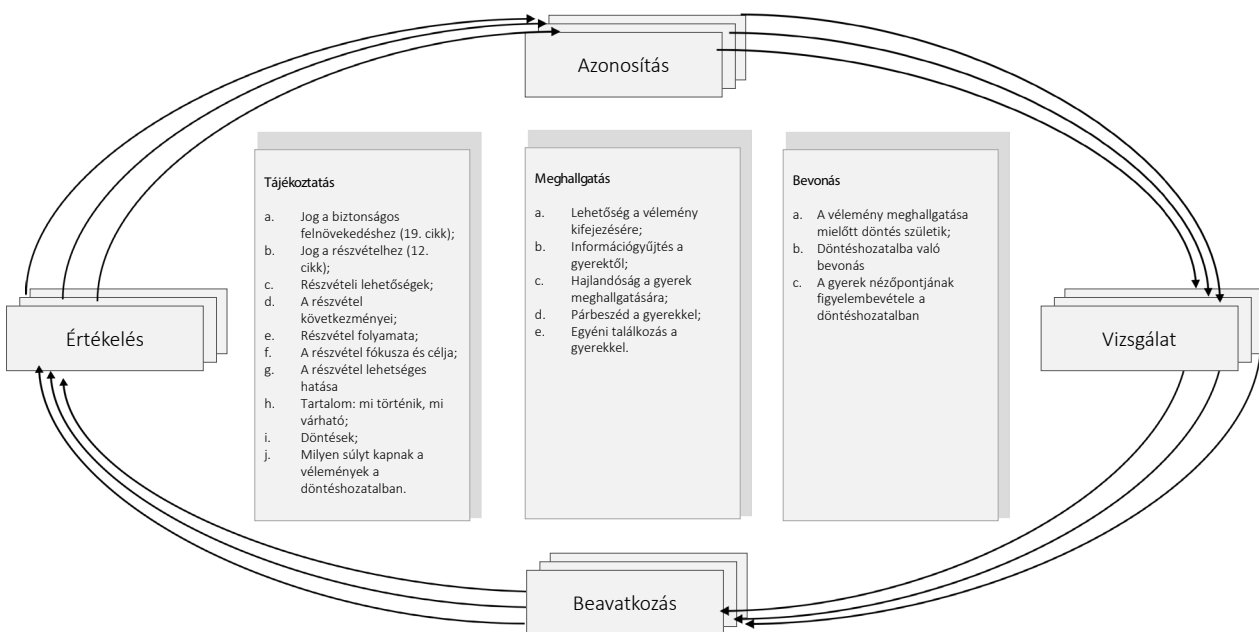 Azonosítás
Tájékoztatás
a. Jog a biztonságos
felnövekedéshez (19. cikk);
b. Jog a részvételhez (12.
cikk);
c. Részvételi lehetőségek;
d. A részvétel
következményei;
e. Részvétel folyamata;
f. A részvétel fókusza és célja;
g. A részvétel lehetséges
hatása
h. Tartalom: mi történik, mi
várható;
i. Döntések;
j. Milyen súlyt kapnak a
vélemények a
döntéshozatalban.
Meghallgatás
a. Lehetőség a vélemény
kifejezésére;
b. Információgyűjtés a
gyerektől;
c. Hajlandóság a gyerek
meghallgatására;
d. Párbeszéd a gyerekkel;
e. Egyéni találkozás a
gyerekkel.
Bevonás
a. A vélemény meghallgatása
mielőtt döntés születik;
b. Döntéshozatalba való
bevonás
c. A gyerek nézőpontjának
figyelembevétele a
döntéshozatalban
Értékelés
Vizsgálat
Beavatkozás